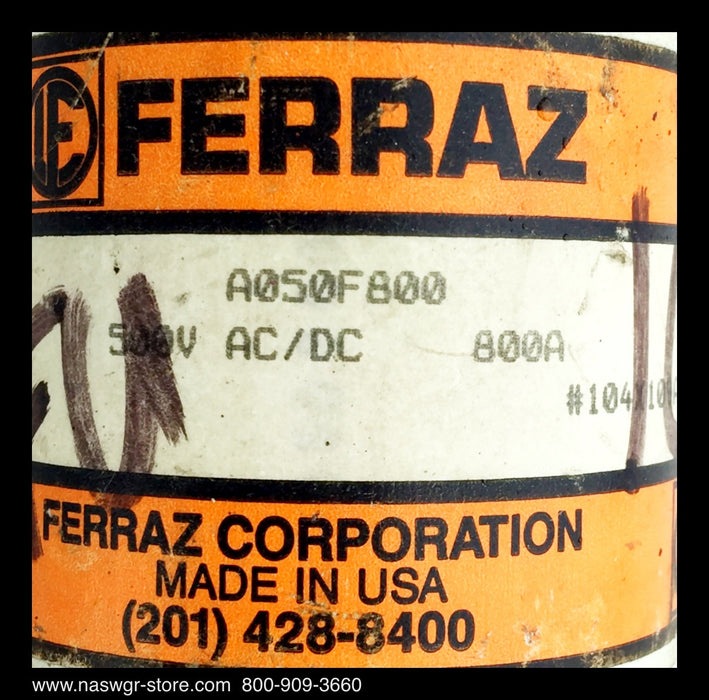 FERRAZ
A050F800
500V AC/DC 800A
FERRAZ CORPORATION
MADE IN USA
(201) 428-8400
www.naswgr-store.com 800-909-3660